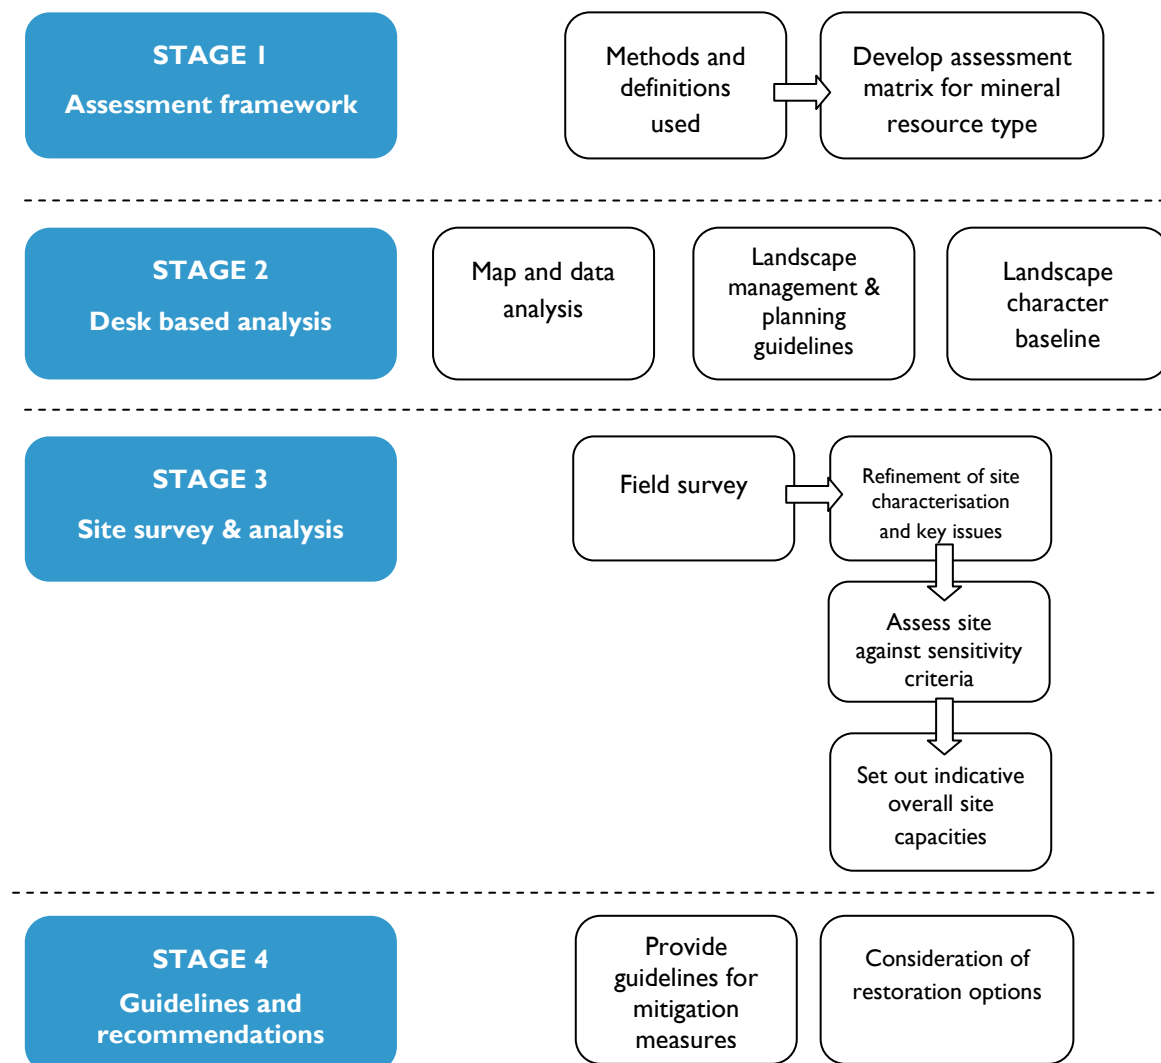 STAGE 1
Assessment framework
Methods and
definitions
used
Develop assessment
matrix for mineral
resource type
STAGE 2
Desk based analysis
Map and data
analysis
Landscape
management &
planning
guidelines
Landscape
character
baseline
STAGE 3
Site survey & analysis
Field survey
Refinement of site
characterisation
and key issues
Assess site
against sensitivity
criteria
Set out indicative
overall site
capacities
STAGE 4
Guidelines and
recommendations
Provide
guidelines for
mitigation
measures
Consideration of
restoration options